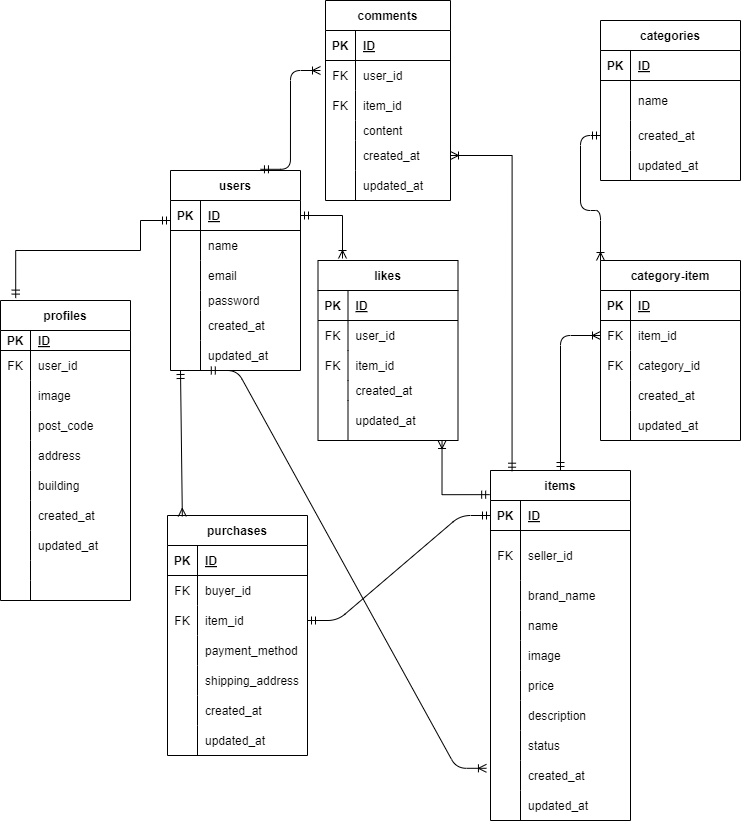 comments
PK ID
FK user_id
FK item_id
content
created_at
updated_at
categories
PK ID
name
created_at
updated_at
users
PK ID
name
email
password
created_at
updated_at
likes
PK ID
FK user_id
FK item_id
created_at
updated_at
category-item
PK ID
FK item_id
FK category_id
created_at
updated_at
profiles
PK ID
FK user_id
image
post_code
address
building
created_at
updated_at
purchases
PK ID
FK buyer_id
FK item_id
payment_method
shipping_address
created_at
updated_at
items
PK ID
FK seller_id
brand_name
name
image
price
description
status
created_at
updated_at